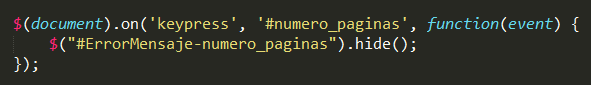 $(document).on('keypress', '#numero_paginas', function(event) {
    $("#ErrorMensaje-numero_paginas").hide();
});